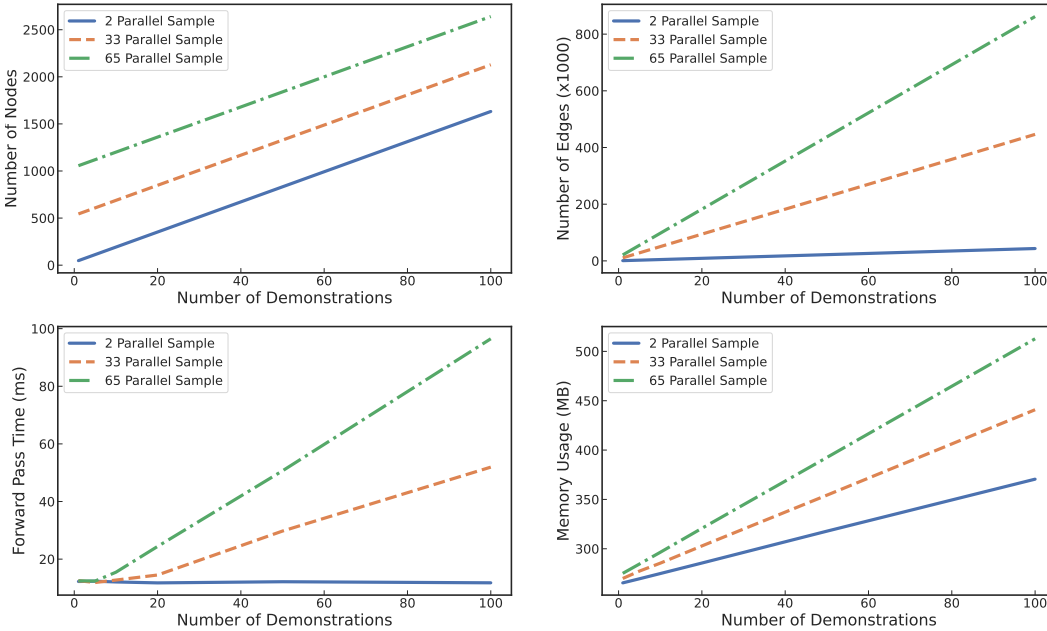 2 Parallel Sample
33 Parallel Sample
65 Parallel Sample
Number of Nodes
2500
2000
1500
1000
500
0
0 20 40 60 80 100
Number of Demonstrations
2 Parallel Sample
33 Parallel Sample
65 Parallel Sample
Number of Edges (x1000)
800
600
400
200
0
0 20 40 60 80 100
Number of Demonstrations
2 Parallel Sample
33 Parallel Sample
65 Parallel Sample
Forward Pass Time (ms)
100
80
60
40
20
0 20 40 60 80 100
Number of Demonstrations
2 Parallel Sample
33 Parallel Sample
65 Parallel Sample
Memory Usage (MB)
500
450
400
350
300
0 20 40 60 80 100
Number of Demonstrations